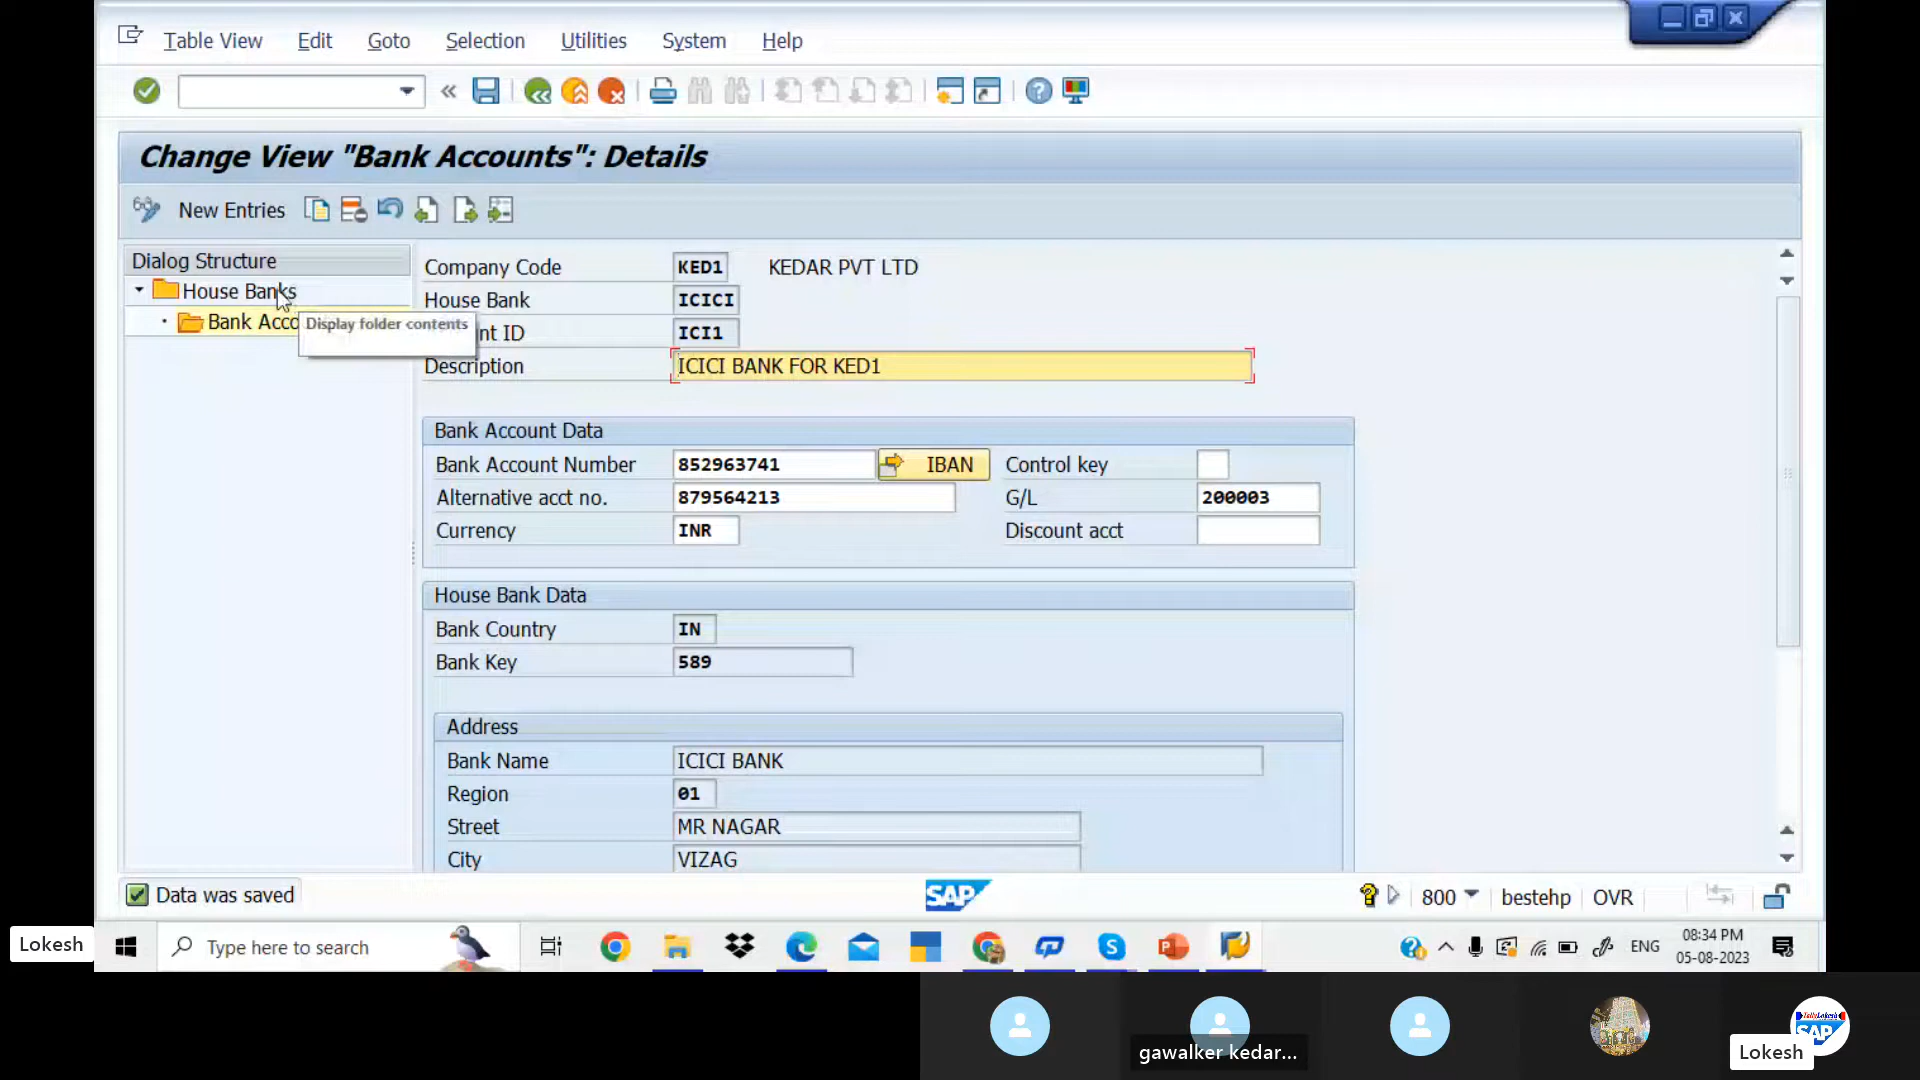 Table View Edit Goto Selection Utilities System Help
Change View "Bank Accounts": Details
New Entries
Dialog Structure
House Banks
Bank Acco
Display folder contents
Company Code KED1 KEDAR PVT LTD
House Bank ICICI
nt ID ICI1
Description ICICI BANK FOR KED1
Bank Account Data
Bank Account Number 852963741 IBAN Control key
Alternative acct no. 879564213 G/L 200003
Currency INR Discount acct
House Bank Data
Bank Country IN
Bank Key 589
Address
Bank Name ICICI BANK
Region 01
Street MR NAGAR
City VIZAG
Data was saved SAP 800 bestehp OVR
Lokesh Type here to search ENG 08:34 PM
05-08-2023
gawalker kedar...
SAP
Lokesh